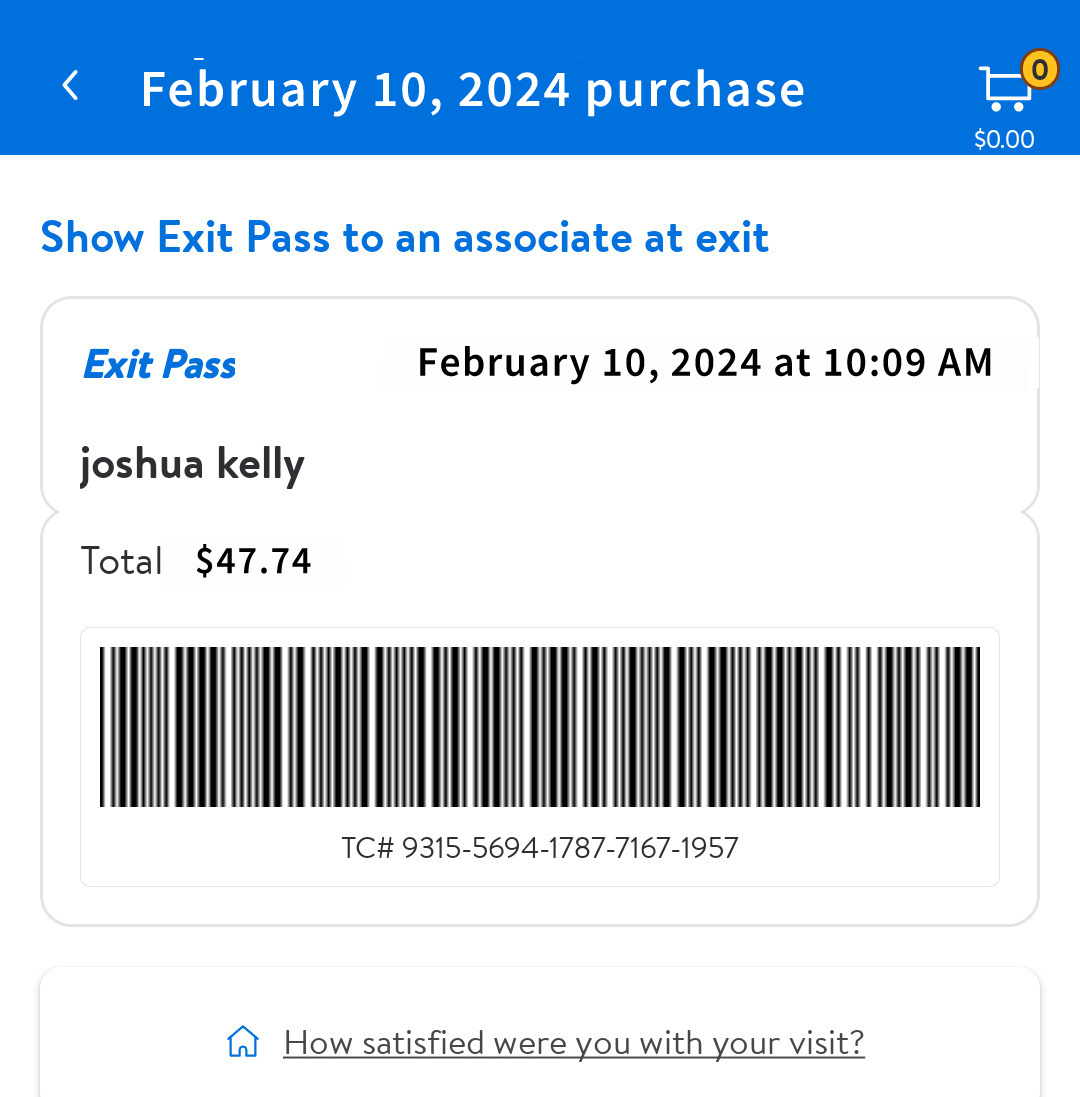 February 10, 2024 purchase
0
$0.00
Show Exit Pass to an associate at exit
Exit Pass
February 10, 2024 at 10:09 AM
joshua kelly
Total $47.74
TC# 9315-5694-1787-7167-1957
How satisfied were you with your visit?